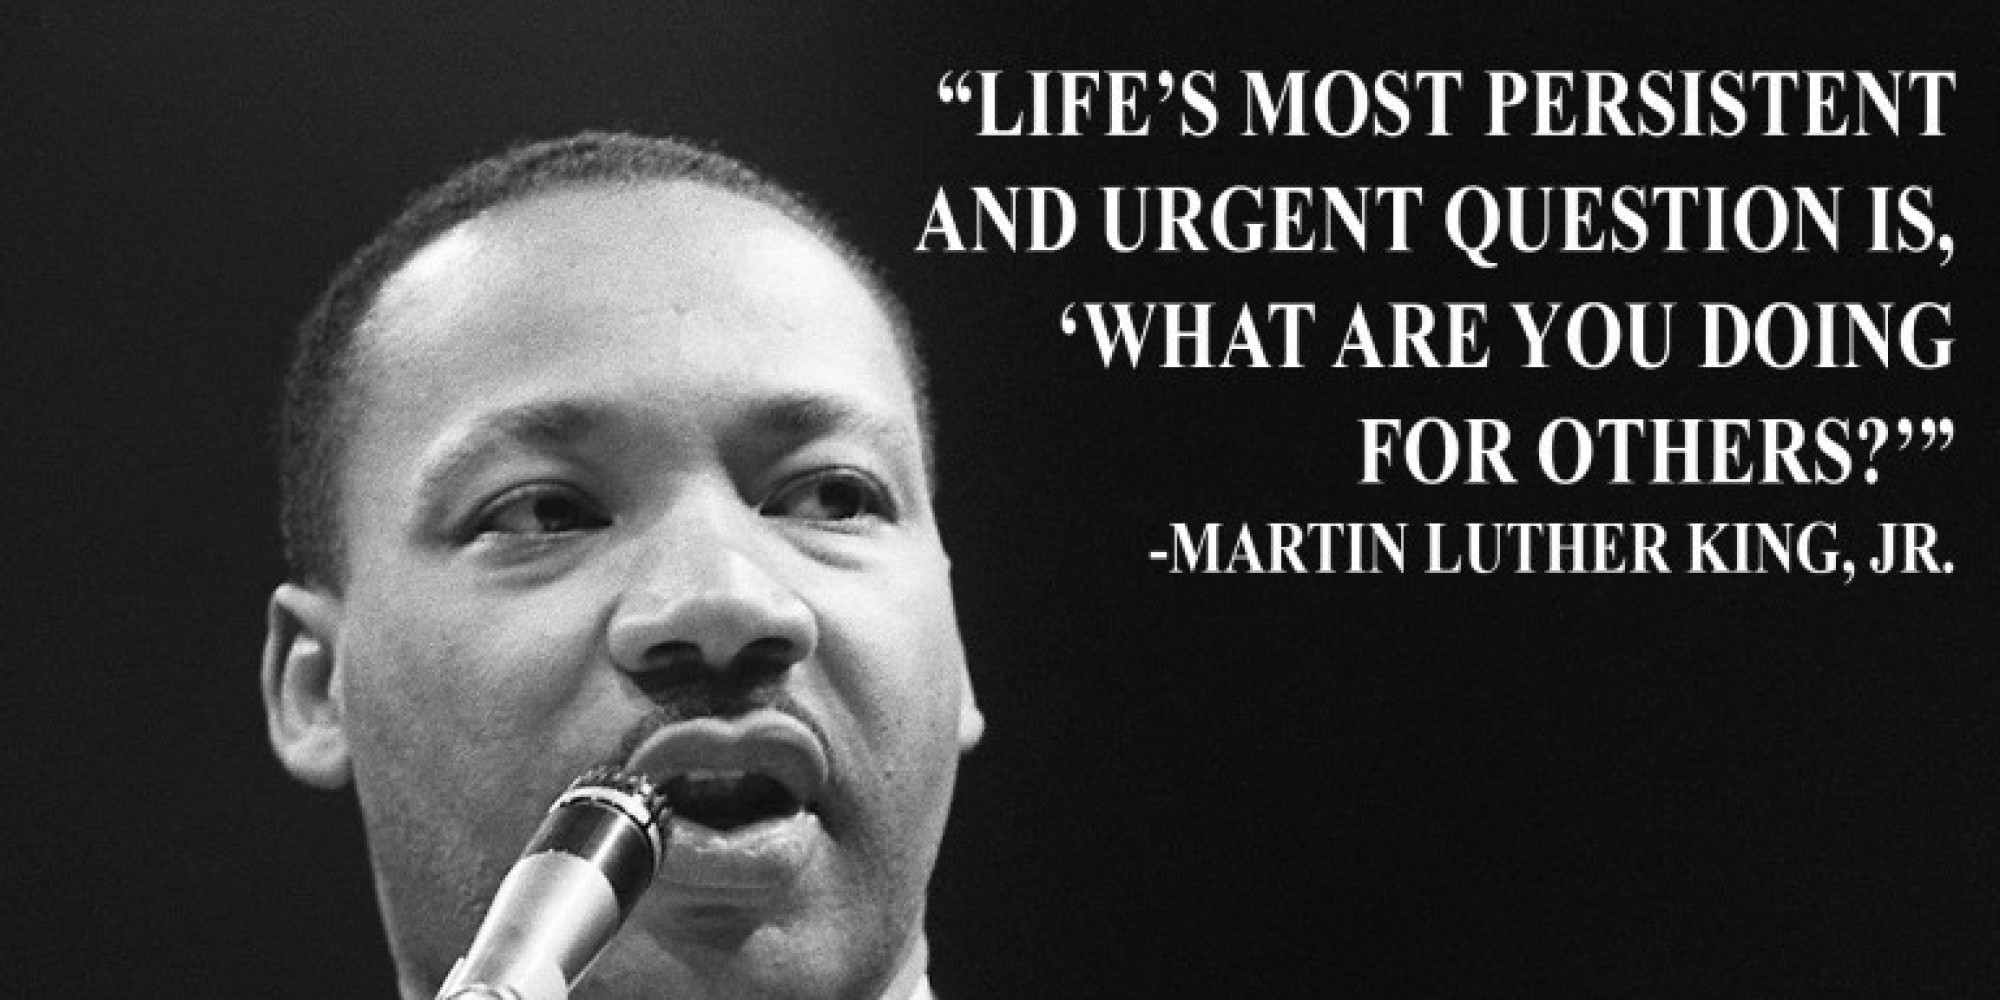 “LIFE’S MOST PERSISTENT
AND URGENT QUESTION IS,
‘WHAT ARE YOU DOING
FOR OTHERS?’”
-MARTIN LUTHER KING, JR.